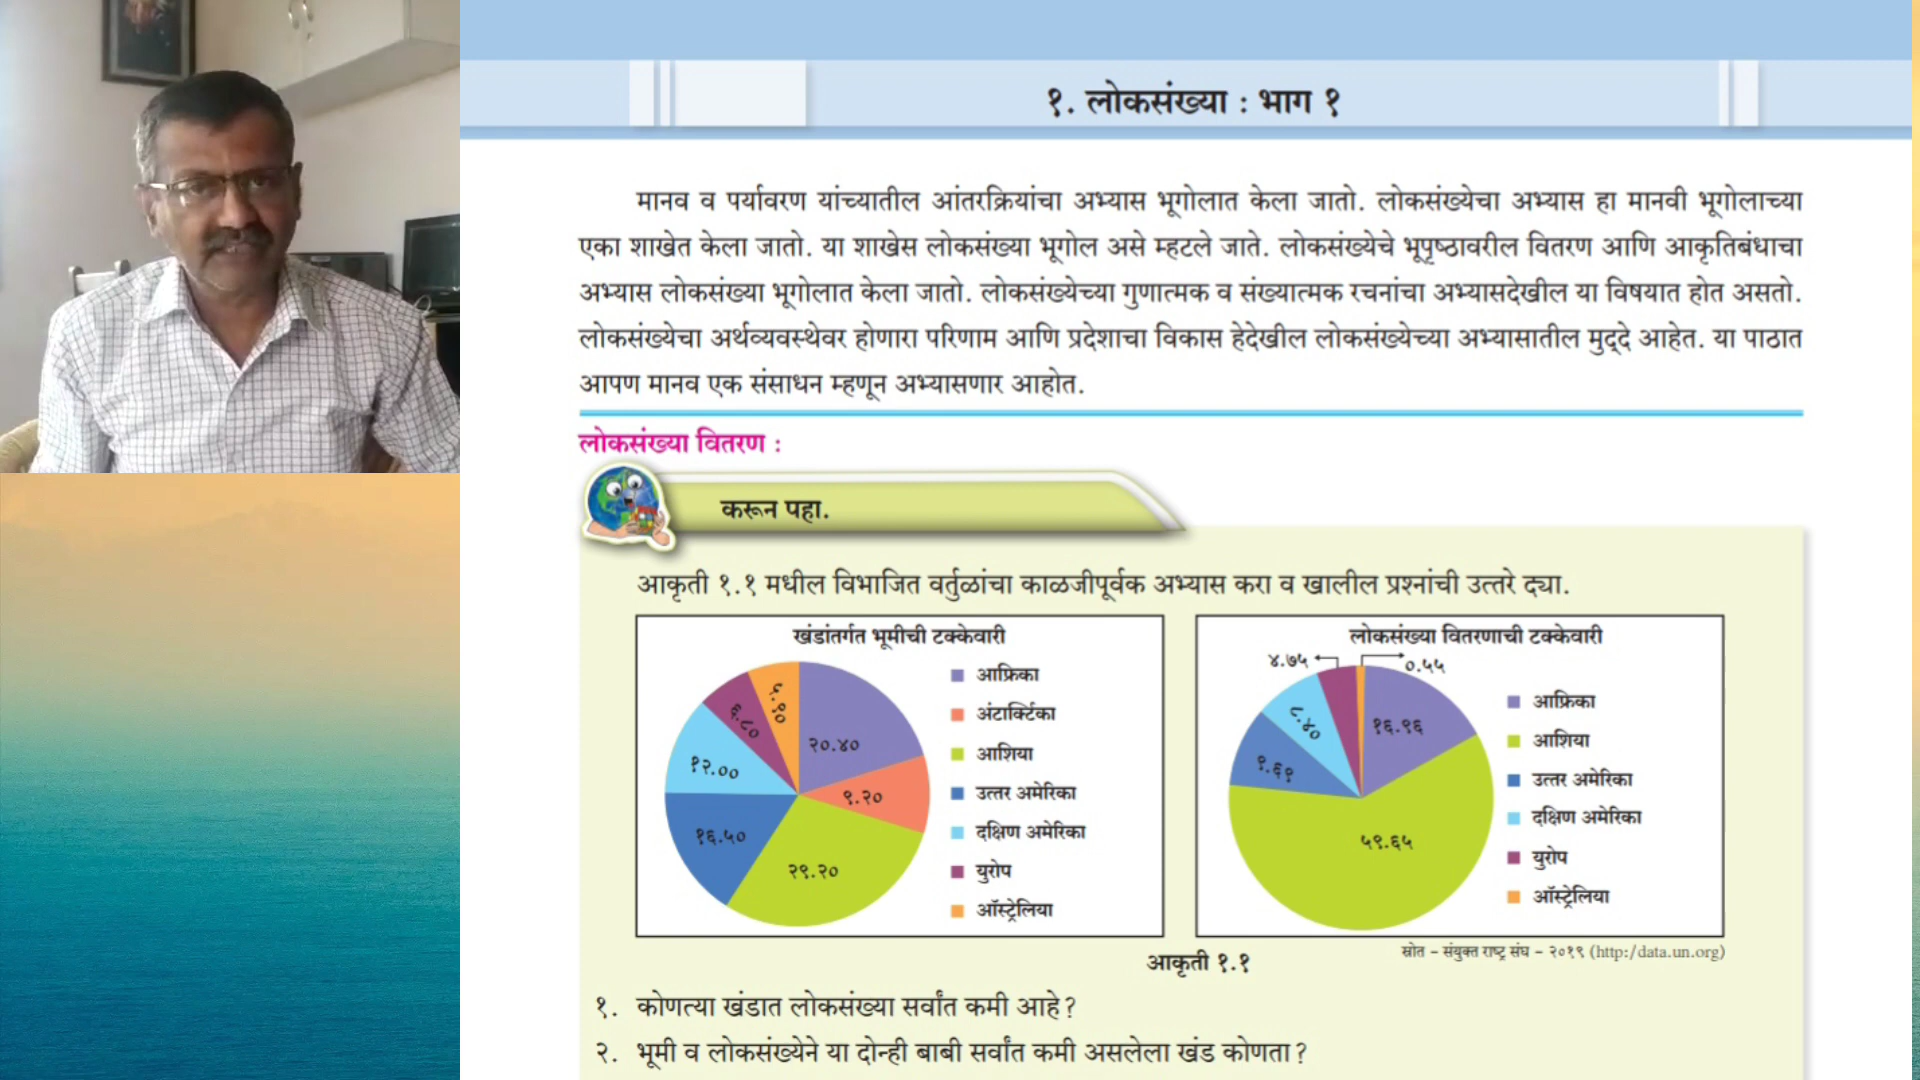 १. लोकसंख्या : भाग १
मानव व पर्यावरण यांच्यातील आंतरक्रियांचा अभ्यास भूगोलात केला जातो. लोकसंख्येचा अभ्यास हा मानवी भूगोलाच्या
एका शाखेत केला जातो. या शाखेस लोकसंख्या भूगोल असे म्हटले जाते. लोकसंख्येचे भूपृष्ठावरील वितरण आणि आकृतिबंधाचा
अभ्यास लोकसंख्या भूगोलात केला जातो. लोकसंख्येच्या गुणात्मक व संख्यात्मक रचनांचा अभ्यासदेखील या विषयात होत असतो.
लोकसंख्येचा अर्थव्यवस्थेवर होणारा परिणाम आणि प्रदेशाचा विकास हेदेखील लोकसंख्येच्या अभ्यासातील मुद्‌दे आहेत. या पाठात
आपण मानव एक संसाधन म्हणून अभ्यासणार आहोत.
लोकसंख्या वितरण :
करून पहा.
आकृती १.१ मधील विभाजित वर्तुळांचा काळजीपूर्वक अभ्यास करा व खालील प्रश्नांची उत्तरे द्या.
खंडांतर्गत भूमीची टक्केवारी
२०.४०
९.२०
२९.२०
१६.५०
१२.००
६.८०
५.९०
आफ्रिका
अंटार्क्टिका
आशिया
उत्तर अमेरिका
दक्षिण अमेरिका
युरोप
ऑस्ट्रेलिया
लोकसंख्या वितरणाची टक्केवारी
४.७५
०.५५
१६.९६
५९.६५
९.६९
८.४०
आफ्रिका
आशिया
उत्तर अमेरिका
दक्षिण अमेरिका
युरोप
ऑस्ट्रेलिया
आकृती १.१
स्रोत – संयुक्त राष्ट्र संघ – २०१९ (http:/data.un.org)
१. कोणत्या खंडात लोकसंख्या सर्वांत कमी आहे?
२. भूमी व लोकसंख्येने या दोन्ही बाबी सर्वांत कमी असलेला खंड कोणता?